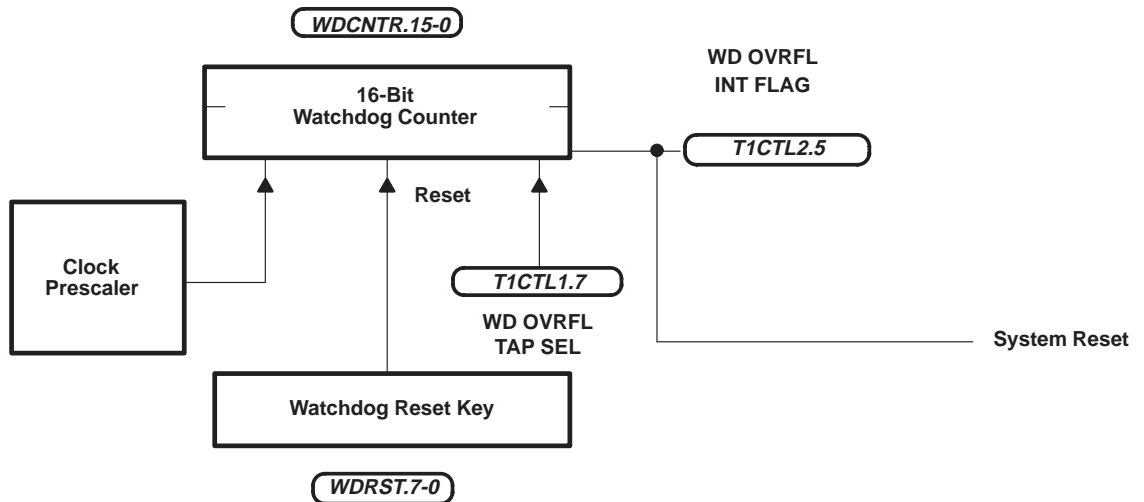 WDCNTR.15-0
WD OVRFL
INT FLAG
16-Bit
Watchdog Counter
T1CTL2.5
Reset
Clock
Prescaler
T1CTL1.7
WD OVRFL
TAP SEL
System Reset
Watchdog Reset Key
WDRST.7-0